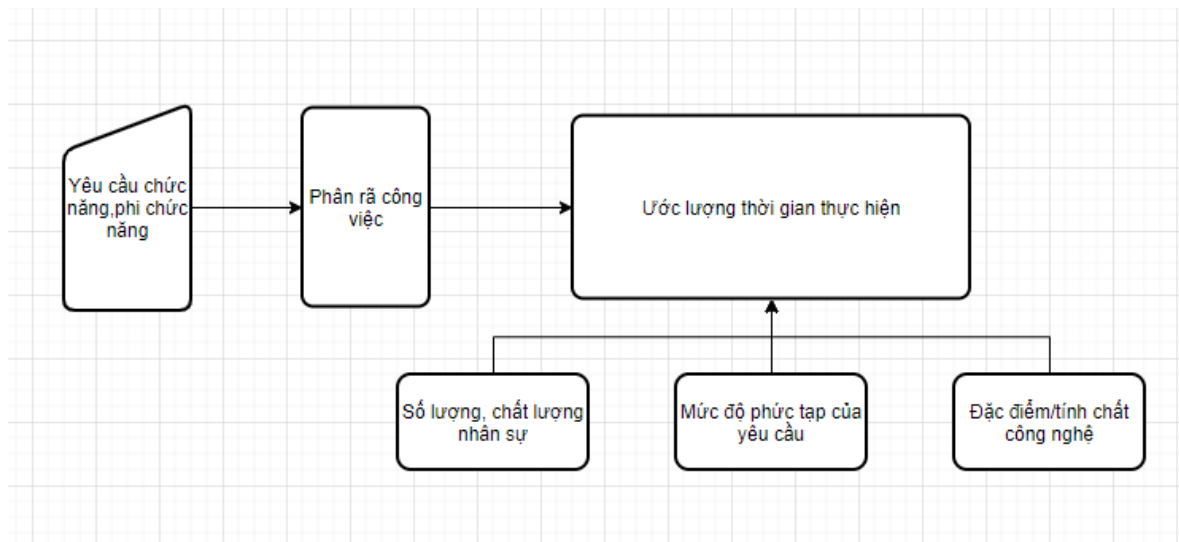 Yêu cầu chức
năng,phi chức
năng
Phân rã công
việc
Ước lượng thời gian thực hiện
Số lượng, chất lượng
nhân sự
Mức độ phức tạp của
yêu cầu
Đặc điểm/tính chất
công nghệ